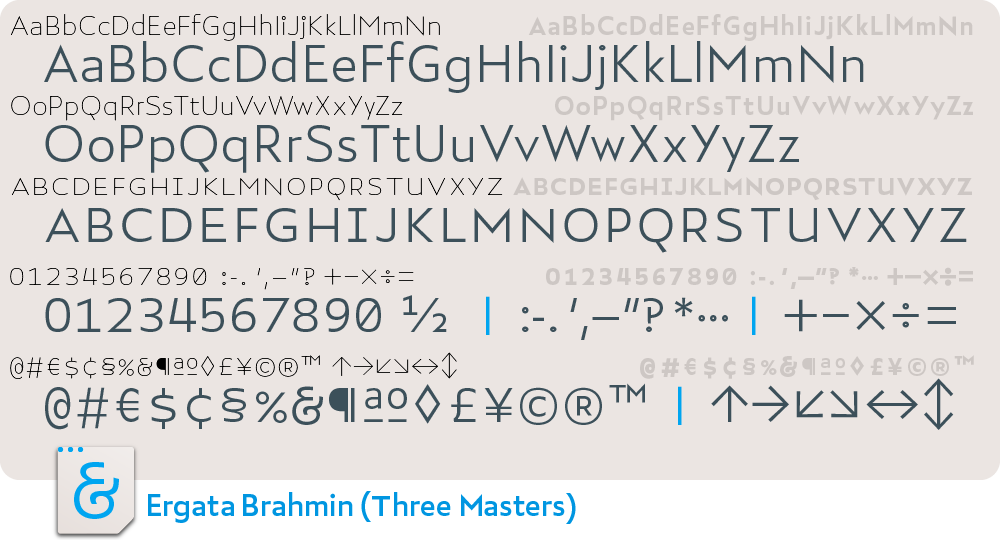 AaBbCcDdEeFfGgHhIiJjKkLlMmNn AaBbCcDdEeFfGgHhIiJjKkLlMmNn
AaBbCcDdEeFfGgHhIiJjKkLlMmNn
OoPpQqRrSsTtUuVvWwXxYyZz OoPpQqRrSsTtUuVvWwXxYyZz
OoPpQqRrSsTtUuVvWwXxYyZz
ABCDEFGHIJKLMNOPQRSTUVXYZ ABCDEFGHIJKLMNOPQRSTUVXYZ
ABCDEFGHIJKLMNOPQRSTUVXYZ
01234567890 :-. ‘,–”? +−×÷= 01234567890 :-. ‘,–“? *··· +−×÷=
01234567890 ½ | :-. ‘,–”? *··· | +−×÷=
@#€$¢§%&¶ªº◊£¥©®™ ↑→↙↘↔↕ @#€$¢§%&¶ªº◊£¥©®™
@#€$¢§%&¶ªº◊£¥©®™ | ↑→↙↘↔↕
&
Ergata Brahmin (Three Masters)